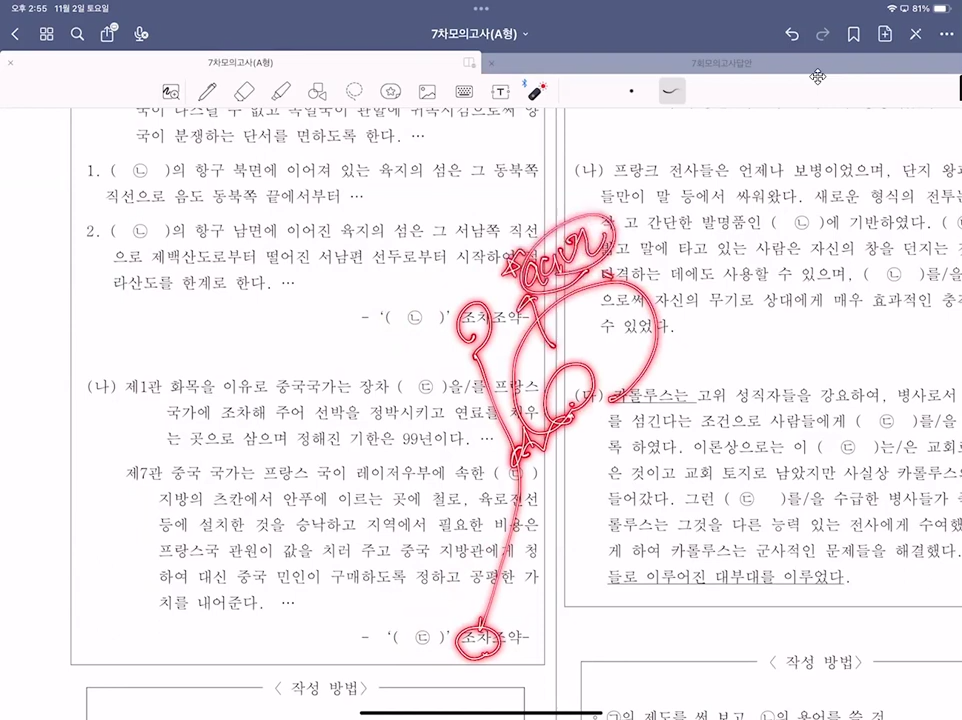 오후 2:55 11월 2일 토요일
81%
7차모의고사(A형)
7차모의고사(A형)
7회모의고사답안
국이 분쟁하는 단서를 면하도록 한다. …
1. ( ㉡ )의 항구 북면에 이어져 있는 육지의 섬은 그 동북쪽
직선으로 음도 동북쪽 끝에서부터 …
2. ( ㉡ )의 항구 남면에 이어진 육지의 섬은 그 서남쪽 직선
으로 제백산도로부터 떨어진 서남편 선두로부터 시작하여
라산도를 한계로 한다. …
- ‘( ㉡ )’ 조차조약-
(나) 제1관 화목을 이유로 중국국가는 장차 ( ㉢ )을/를 프랑스
국가에 조차해 주어 선박을 정박시키고 연료를 채우
는 곳으로 삼으며 정해진 기한은 99년이다. …
제7관 중국 국가는 프랑스 국이 레이저우부에 속한 ( ㉢ )
지방의 츠칸에서 안푸에 이르는 곳에 철로, 육로전선
등에 설치한 것을 승낙하고 지역에서 필요한 비용은
프랑스국 관원이 값을 치러 주고 중국 지방관에게 청
하여 대신 중국 민인이 구매하도록 정하고 공평한 가
치를 내어준다. …
- ‘( ㉢ )’ 조차조약-
〈 작성 방법〉
(나) 프랑크 전사들은 언제나 보병이었으며, 단지 왕과
들만이 말 등에서 싸워왔다. 새로운 형식의 전투는
고 간단한 발명품인 ( ㉡ )에 기반하였다. (
밟고 말에 타고 있는 사람은 자신의 창을 던지는 것
타격하는 데에도 사용할 수 있으며, ( ㉡ )을/를
으로써 자신의 무기로 상대에게 매우 효과적인 충격
수 있었다.
(다) 카롤루스는 고위 성직자들을 강요하여, 병사로서
를 섬긴다는 조건으로 사람들에게 ( ㉢ )를/을
록 하였다. 이론상으로는 이 ( ㉢ )는/은 교회로
은 것이고 교회 토지로 남았지만 사실상 카롤루스의
들어갔다. 그런 ( ㉢ )를/을 수급한 병사들가
롤루스는 그것을 다른 능력 있는 전사에게 수여했
게 하여 카롤루스는 군사적인 문제들을 해결했다.
들로 이루어진 대부대를 이루었다.
〈 작성 방법〉
㉠의 제도를 써 보고, ㉡의 용어를 쓸 것